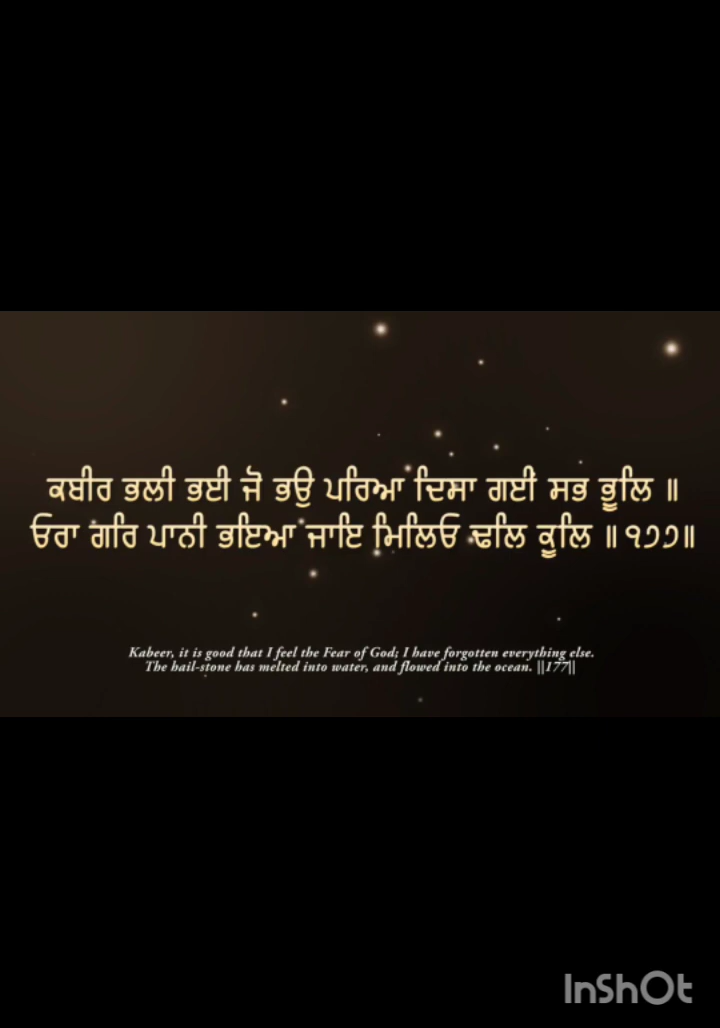 ਕਬੀਰ ਭਲੀ ਭਈ ਜੋ ਭਉ ਪਰਿਆ ਦਿਸਾ ਗਈ ਸਭ ਭੂਲਿ ॥
ਓਰਾ ਗਰਿ ਪਾਨੀ ਭਇਆ ਜਾਇ ਮਿਲਿਓ ਢਲਿ ਕੂਲਿ ॥੧੭੭॥
Kabeer, it is good that I feel the Fear of God; I have forgotten everything else.
The hail-stone has melted into water, and flowed into the ocean. ||177||
InShOt